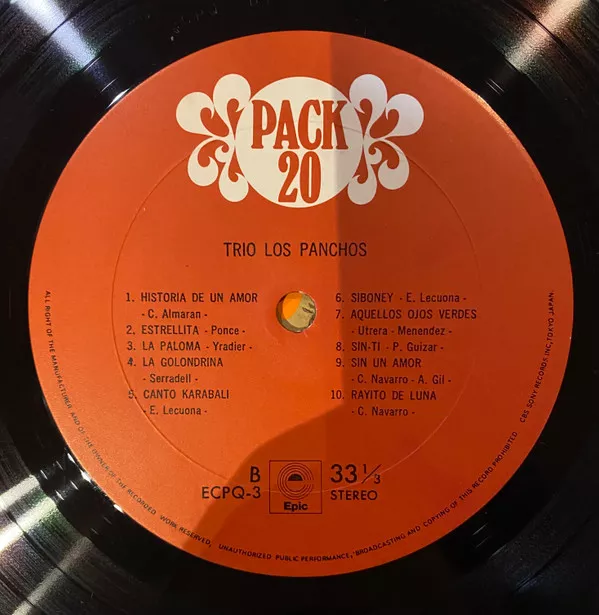 PACK
20
TRIO LOS PANCHOS
1. HISTORIA DE UN AMOR
- C. Almaran -
2. ESTRELLITA - Ponce -
3. LA PALOMA - Yradier -
4. LA GOLONDRINA
- Serradell -
5. CANTO KARABALI
- E. Lecuona -
6. SIBONEY - E. Lecuona -
7. AQUELLOS OJOS VERDES
- Utrera - Menendez -
8. SIN-TI - P. Guizar -
9. SIN UN AMOR
- C. Navarro - A. Gil -
10. RAYITO DE LUNA
- C. Navarro -
B
ECPQ-3
Epic
33 1/3
STEREO
ALL RIGHT OF THE MANUFACTURER AND OF THE OWNER OF THE RECORDED WORK RESERVED, UNAUTHORIZED PUBLIC PERFORMANCE, BROADCASTING AND COPYING OF THIS RECORD PROHIBITED CBS SONY RECORDS INC, TOKYO JAPAN.